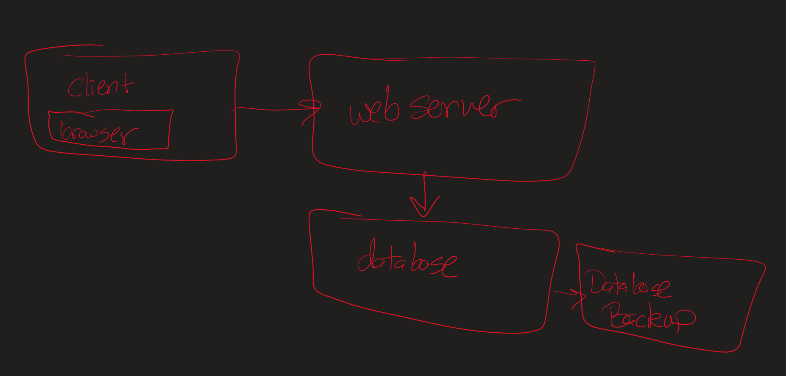 client
browser
web server
database
Database
Backup